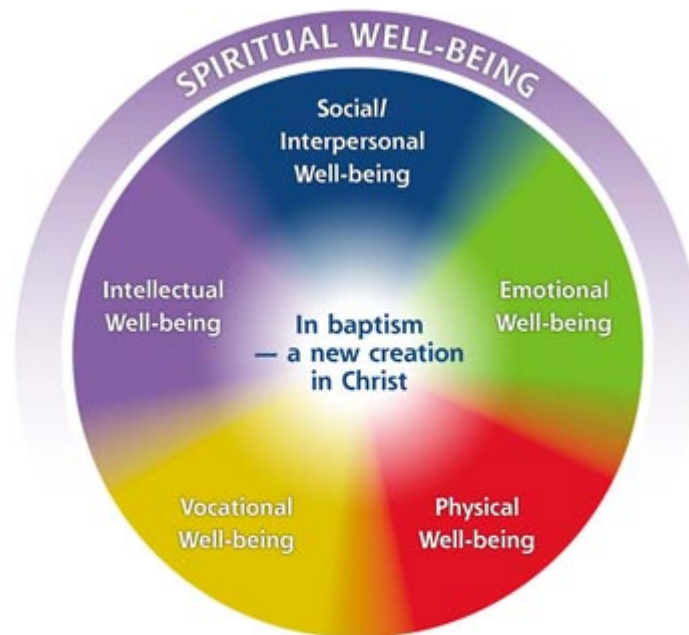 SPIRITUAL WELL-BEING
Social/
Interpersonal
Well-being
Intellectual
Well-being
Emotional
Well-being
In baptism
— a new creation
in Christ
Vocational
Well-being
Physical
Well-being